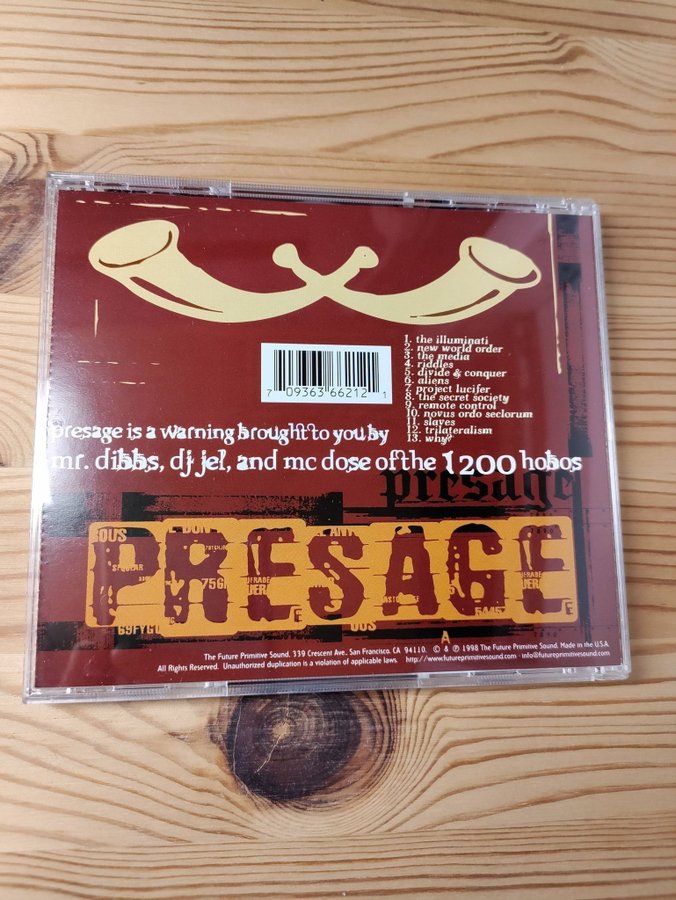 1. the illuminati
2. new world order
3. the media
4. riddles
5. divide & conquer
6. aliens
7. project lucifer
8. the secret society
9. remote control
10. novus ordo seclorum
11. slaves
12. trilateralism
13. why?
7 09363 66212 1
presage is a warning brought to you by
mr. dibbs, dj jel, and mc dose of the 1200 hobos
presage
PRESAGE
A
The Future Primitive Sound. 339 Crescent Ave. San Francisco. CA 94110. © & ℗ 1998 The Future Primitive Sound. Made in the U.S.A.
All Rights Reserved. Unauthorized duplication is a violation of applicable laws. http://www.futureprimitivesound.com · info@futureprimitivesound.com